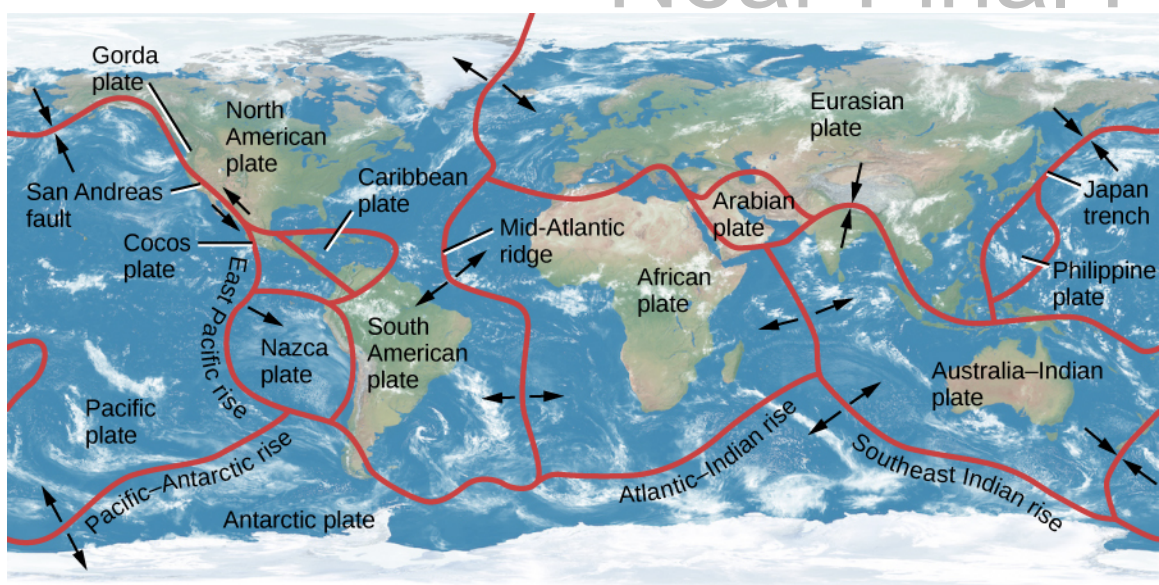 Gorda
plate
North
American
plate
San Andreas
fault
Cocos
plate
Caribbean
plate
Mid-Atlantic
ridge
Eurasian
plate
Arabian
plate
African
plate
Japan
trench
Philippine
plate
East Pacific rise
Nazca
plate
South
American
plate
Pacific
plate
Australia–Indian
plate
Pacific–Antarctic rise
Antarctic plate
Atlantic–Indian rise
Southeast Indian rise